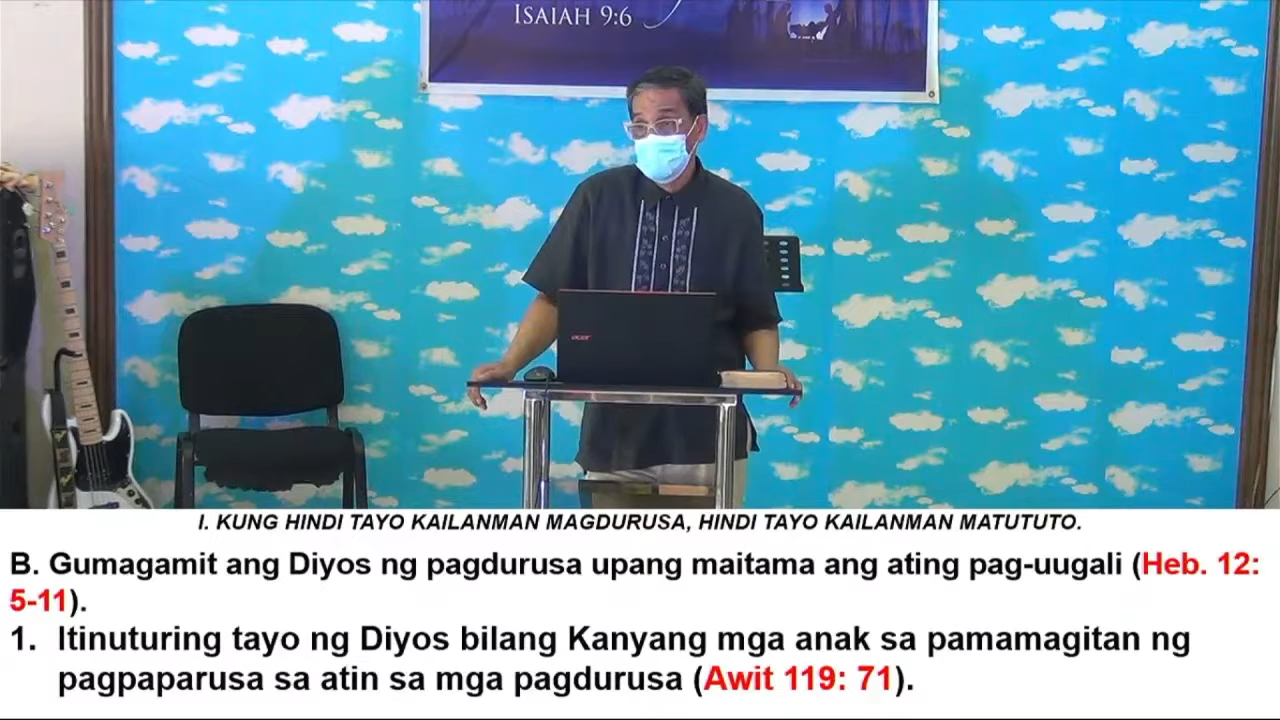 ISAIAH 9:6
acer
I. KUNG HINDI TAYO KAILANMAN MAGDURUSA, HINDI TAYO KAILANMAN MATUTUTO.
B. Gumagamit ang Diyos ng pagdurusa upang maitama ang ating pag-uugali (Heb. 12:
5-11).
1. Itinuturing tayo ng Diyos bilang Kanyang mga anak sa pamamagitan ng
pagpaparusa sa atin sa mga pagdurusa (Awit 119: 71).